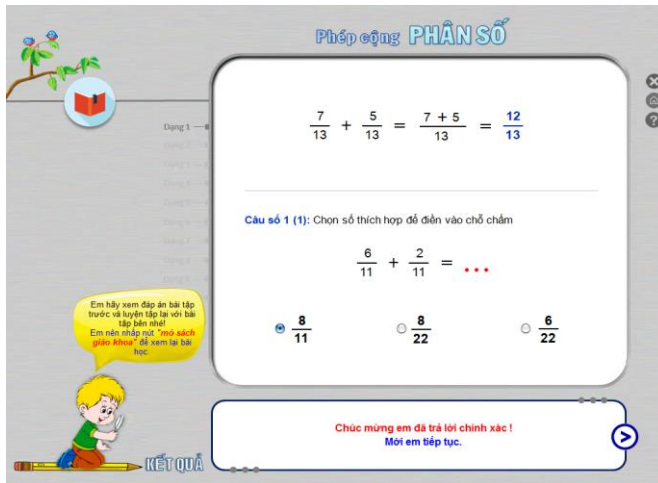 Phép cộng PHÂN SỐ
Dạng 1
7/13 + 5/13 = 7 + 5/13 = 12/13
Câu số 1 (1): Chọn số thích hợp để điền vào chỗ chấm
6/11 + 2/11 = ...
8/11 8/22 6/22
Em hãy xem đáp án bài tập
trước và luyện tập lại với bài
tập bên nhé!
Em nên nhấp nút "mở sách
giáo khoa" để xem lại bài
học.
Chúc mừng em đã trả lời chính xác !
Mời em tiếp tục.
KẾT QUẢ